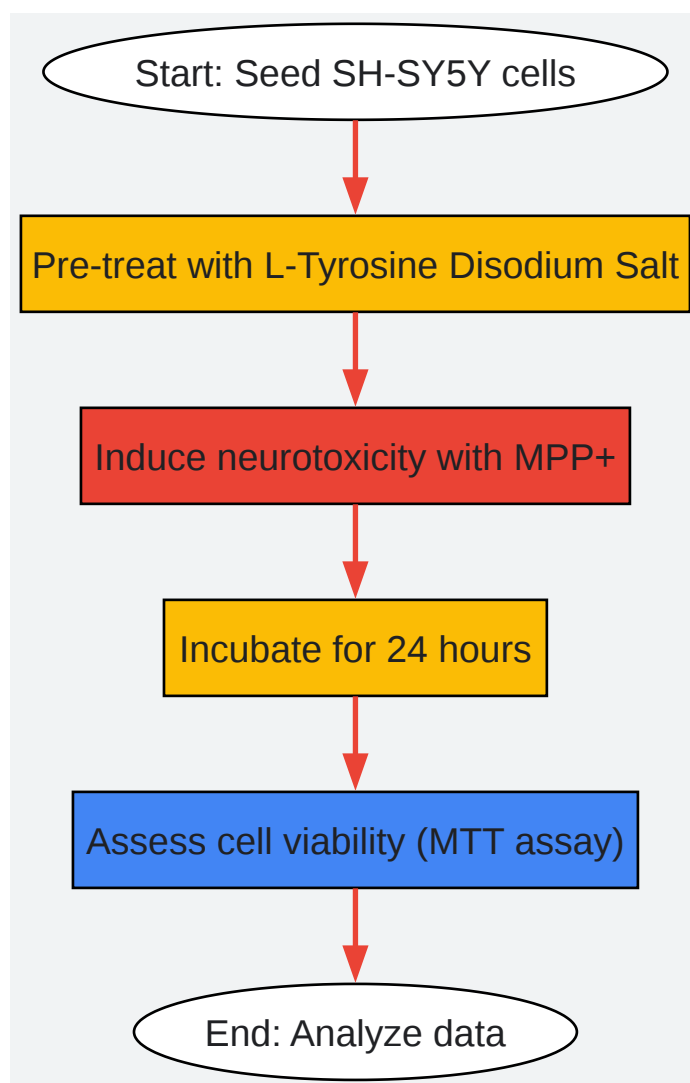 Start: Seed SH-SY5Y cells
Pre-treat with L-Tyrosine Disodium Salt
Induce neurotoxicity with MPP+
Incubate for 24 hours
Assess cell viability (MTT assay)
End: Analyze data